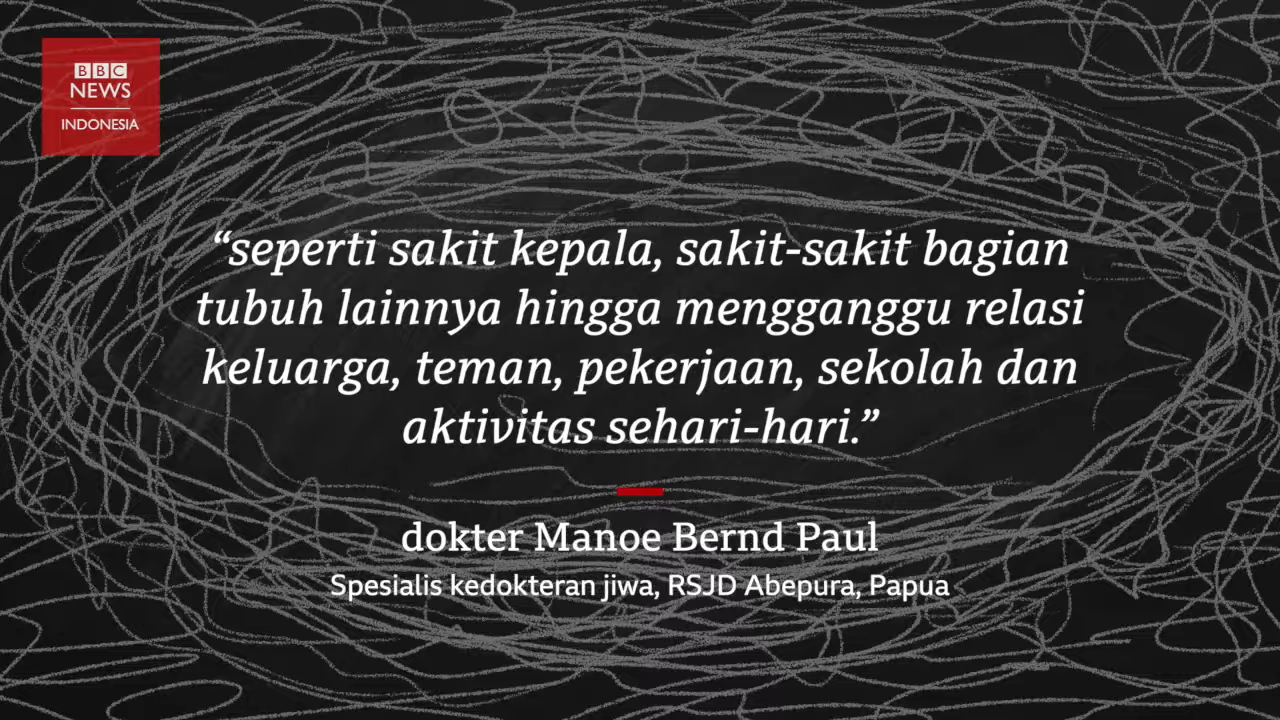 BBC
NEWS
INDONESIA
“seperti sakit kepala, sakit-sakit bagian
tubuh lainnya hingga mengganggu relasi
keluarga, teman, pekerjaan, sekolah dan
aktivitas sehari-hari.”
dokter Manoe Bernd Paul
Spesialis kedokteran jiwa, RSJD Abepura, Papua